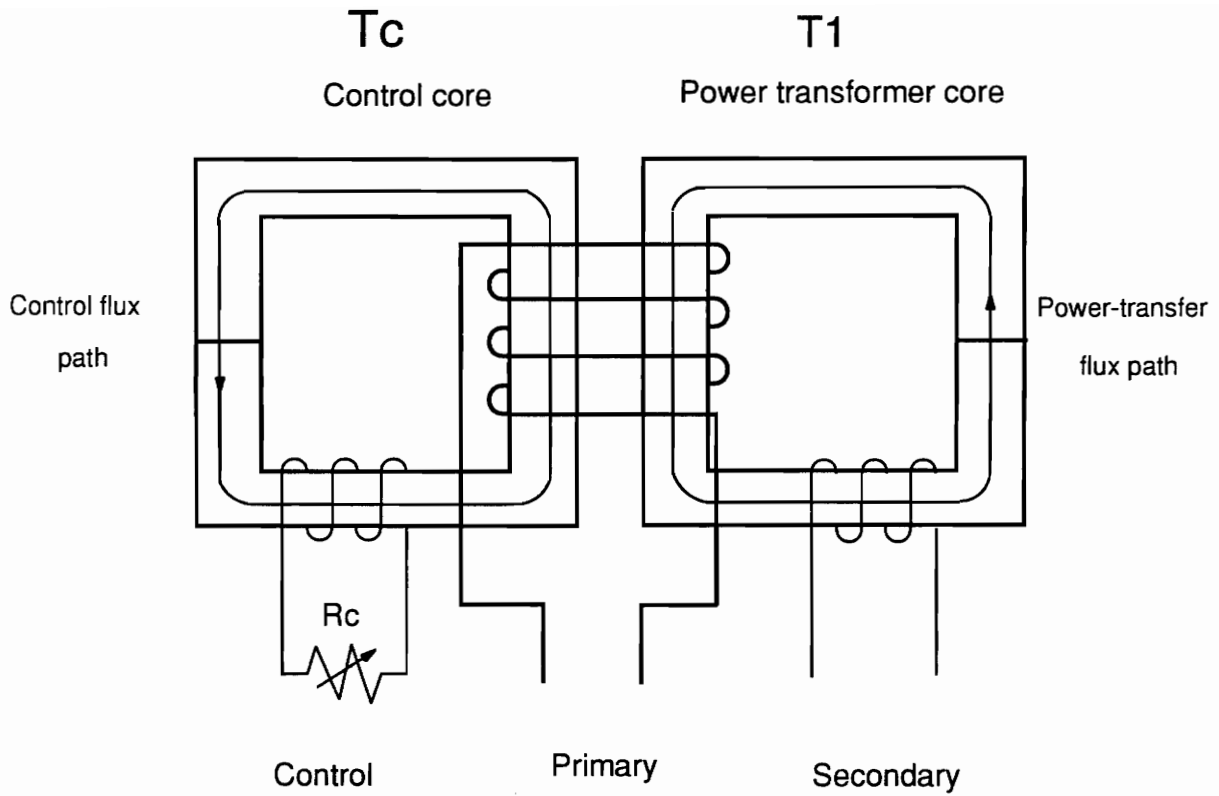 Tc
T1
Control core
Power transformer core
Control flux
path
Power-transfer
flux path
Rc
Control
Primary
Secondary